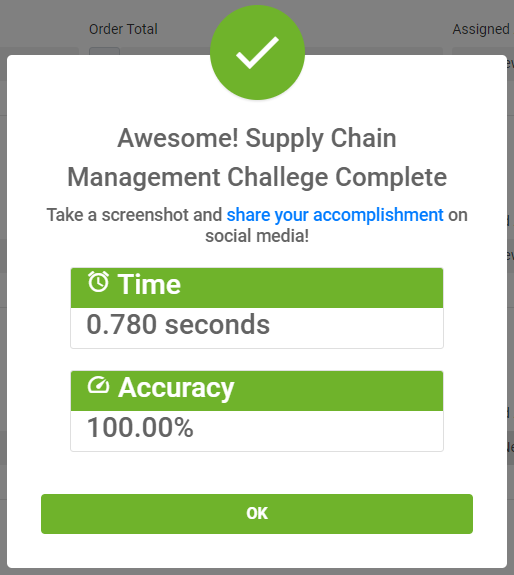 Order Total
Assigned
Awesome! Supply Chain
Management Challege Complete
Take a screenshot and share your accomplishment on
social media!
Time
0.780 seconds
Accuracy
100.00%
OK